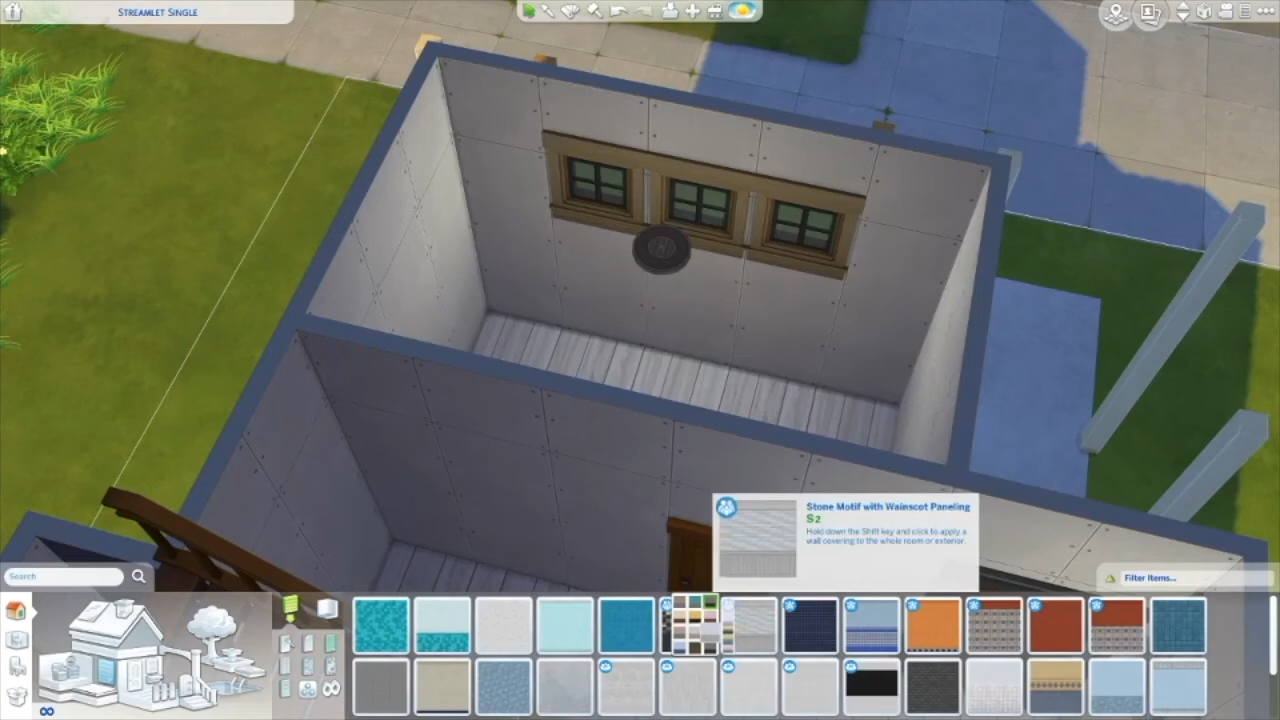 STREAMLET SINGLE
Stone Motif with Wainscot Paneling
§2
Hold down the Shift key and click to apply a
wall covering to the whole room or exterior.
Search
Filter Items...